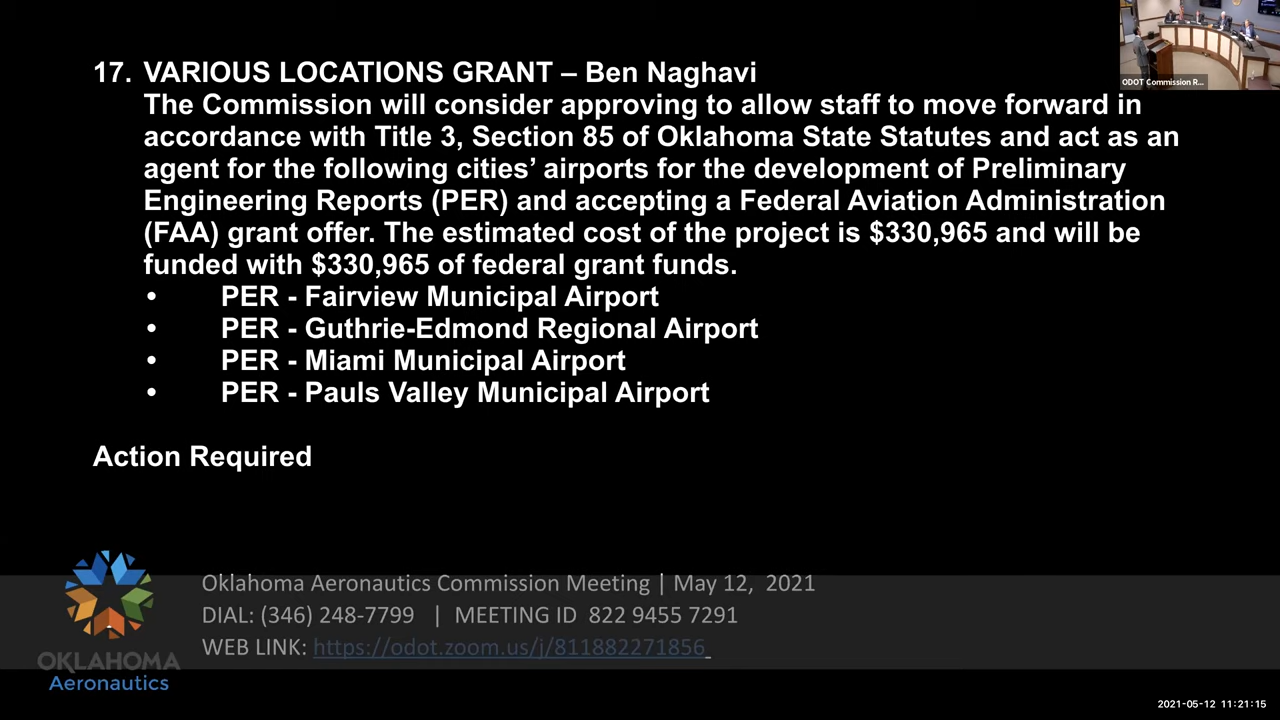 ODOT Commission R...
17. VARIOUS LOCATIONS GRANT – Ben Naghavi
The Commission will consider approving to allow staff to move forward in
accordance with Title 3, Section 85 of Oklahoma State Statutes and act as an
agent for the following cities’ airports for the development of Preliminary
Engineering Reports (PER) and accepting a Federal Aviation Administration
(FAA) grant offer. The estimated cost of the project is $330,965 and will be
funded with $330,965 of federal grant funds.
• PER - Fairview Municipal Airport
• PER - Guthrie-Edmond Regional Airport
• PER - Miami Municipal Airport
• PER - Pauls Valley Municipal Airport
Action Required
Oklahoma Aeronautics Commission Meeting | May 12, 2021
DIAL: (346) 248-7799 | MEETING ID 822 9455 7291
WEB LINK: https://odot.zoom.us/j/811882271856
OKLAHOMA
Aeronautics
2021-05-12 11:21:15